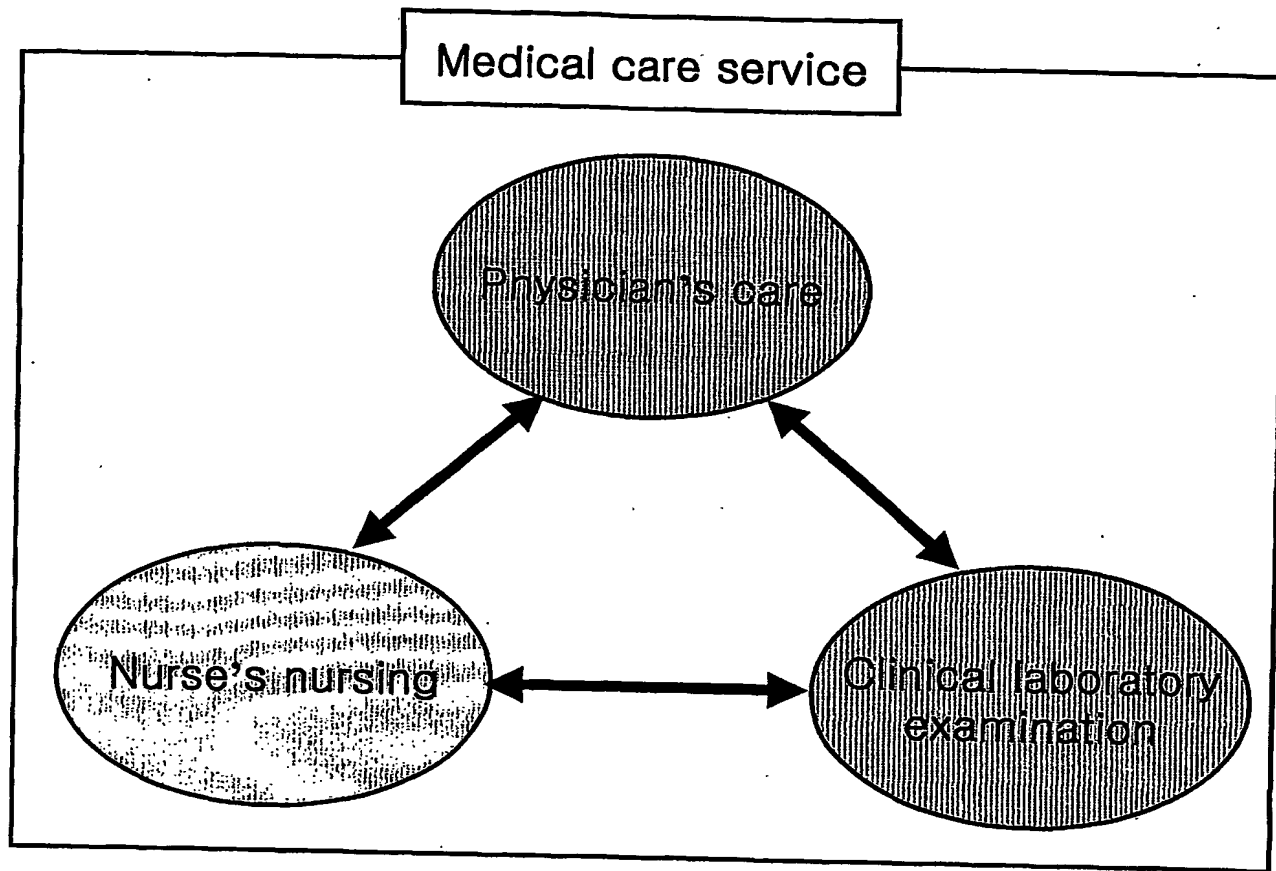 Medical care service
Physician's care
Nurse's nursing
Clinical laboratory
examination